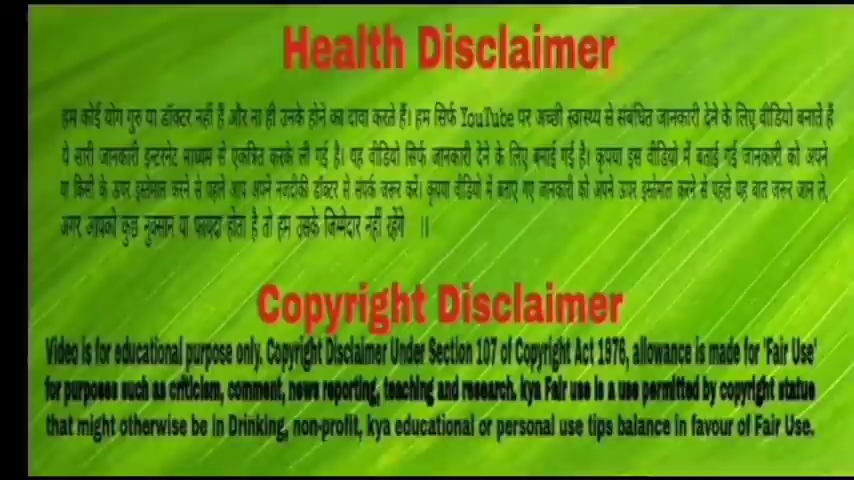 Health Disclaimer
हम कोई योग गुरु या डॉक्टर नहीं हैं और ना ही उनके होने का दावा करते हैं। हम सिर्फ YouTube पर अच्छी स्वास्थ्य से संबंधित जानकारी देने के लिए वीडियो बनाते हैं
ये सारी जानकारी इन्टरनेट माध्यम से एकत्रित करके ली गई है। यह वीडियो सिर्फ जानकारी देने के लिए बनाई गई है। कृपया इस वीडियो में बताई गई जानकारी को अपने
या किसी के ऊपर इस्तेमाल करने से पहले आप अपने नजदीकी डॉक्टर से संपर्क जरूर करें। कृपया वीडियो में बताए गए जानकारी को अपने ऊपर इस्तेमाल करने से पहले यह बात जरूर जान ले,
अगर आपको कुछ नुकसान या फायदा होता है तो हम उसके जिम्मेदार नहीं रहेंगे ।।
Copyright Disclaimer
Video is for educational purpose only. Copyright Disclaimer Under Section 107 of Copyright Act 1976, allowance is made for 'Fair Use'
for purposes such as criticism, comment, news reporting, teaching and research. kya Fair use is a use permitted by copyright statue
that might otherwise be in Drinking, non-profit, kya educational or personal use tips balance in favour of Fair Use.